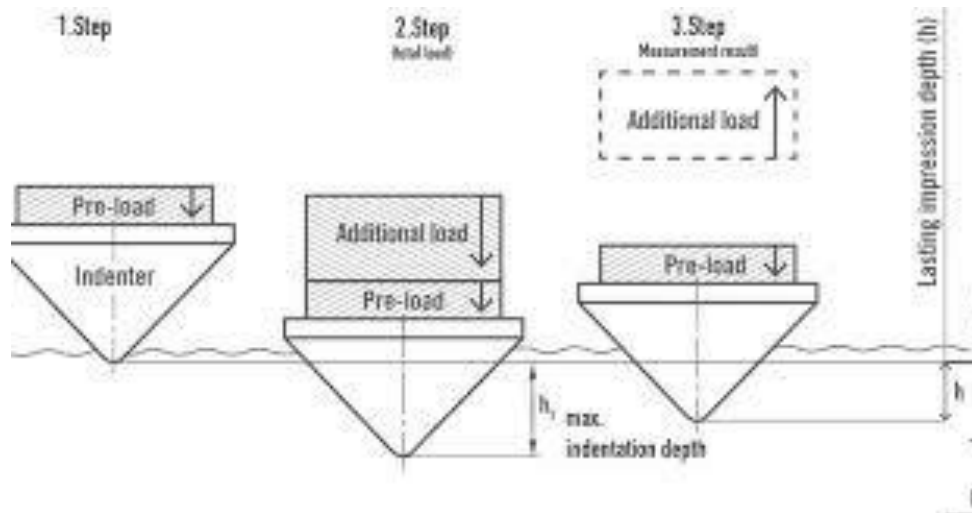 1.Step
2.Step
(total load)
3.Step
Measurement result
Additional load
Pre-load
Indenter
Additional load
Pre-load
Pre-load
Lasting impression depth (h)
h
h₁
max.
indentation depth